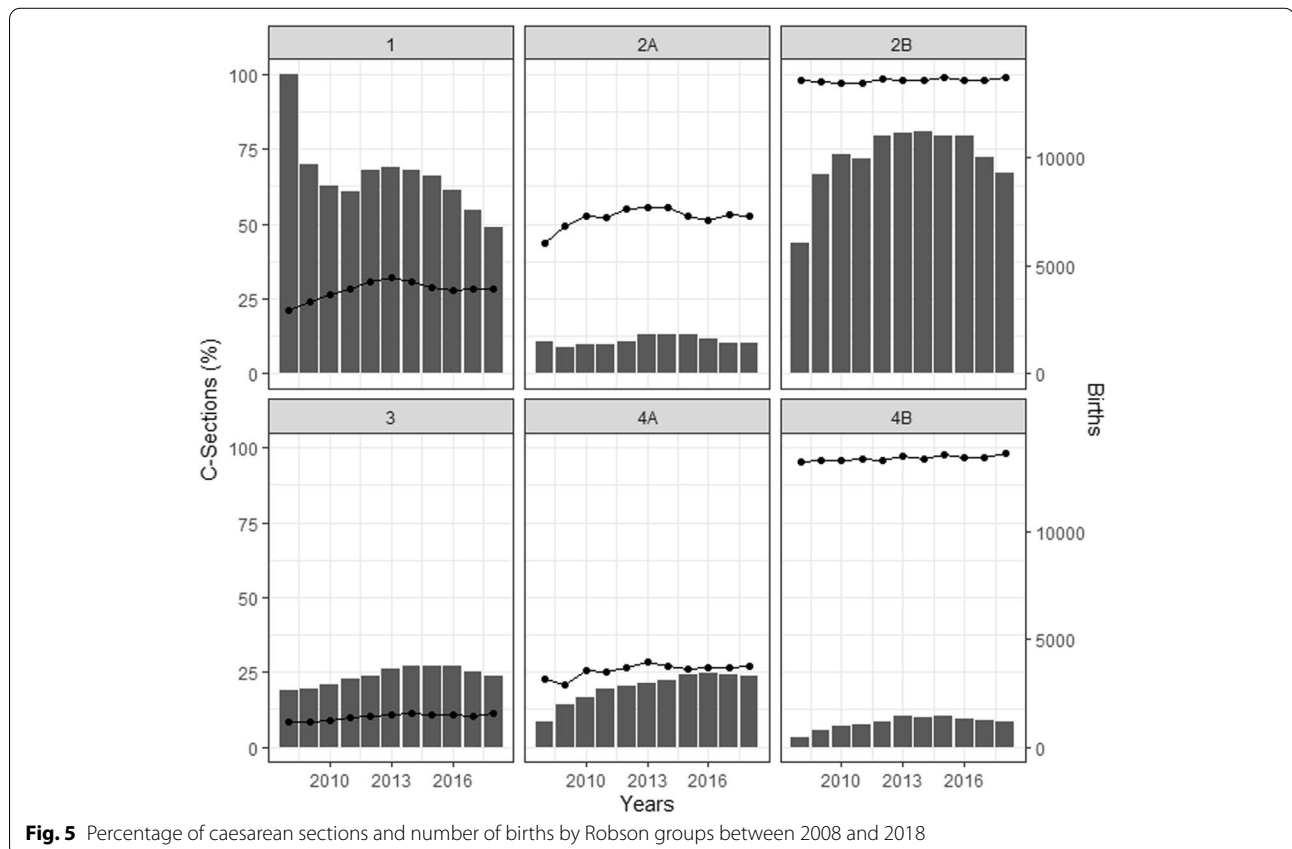 1 2A 2B
100
75
50
25
0
10000
5000
0
C-Sections (%)
Births
3 4A 4B
100
75
50
25
0
10000
5000
0
2010 2013 2016 2010 2013 2016 2010 2013 2016
Years
Fig. 5 Percentage of caesarean sections and number of births by Robson groups between 2008 and 2018